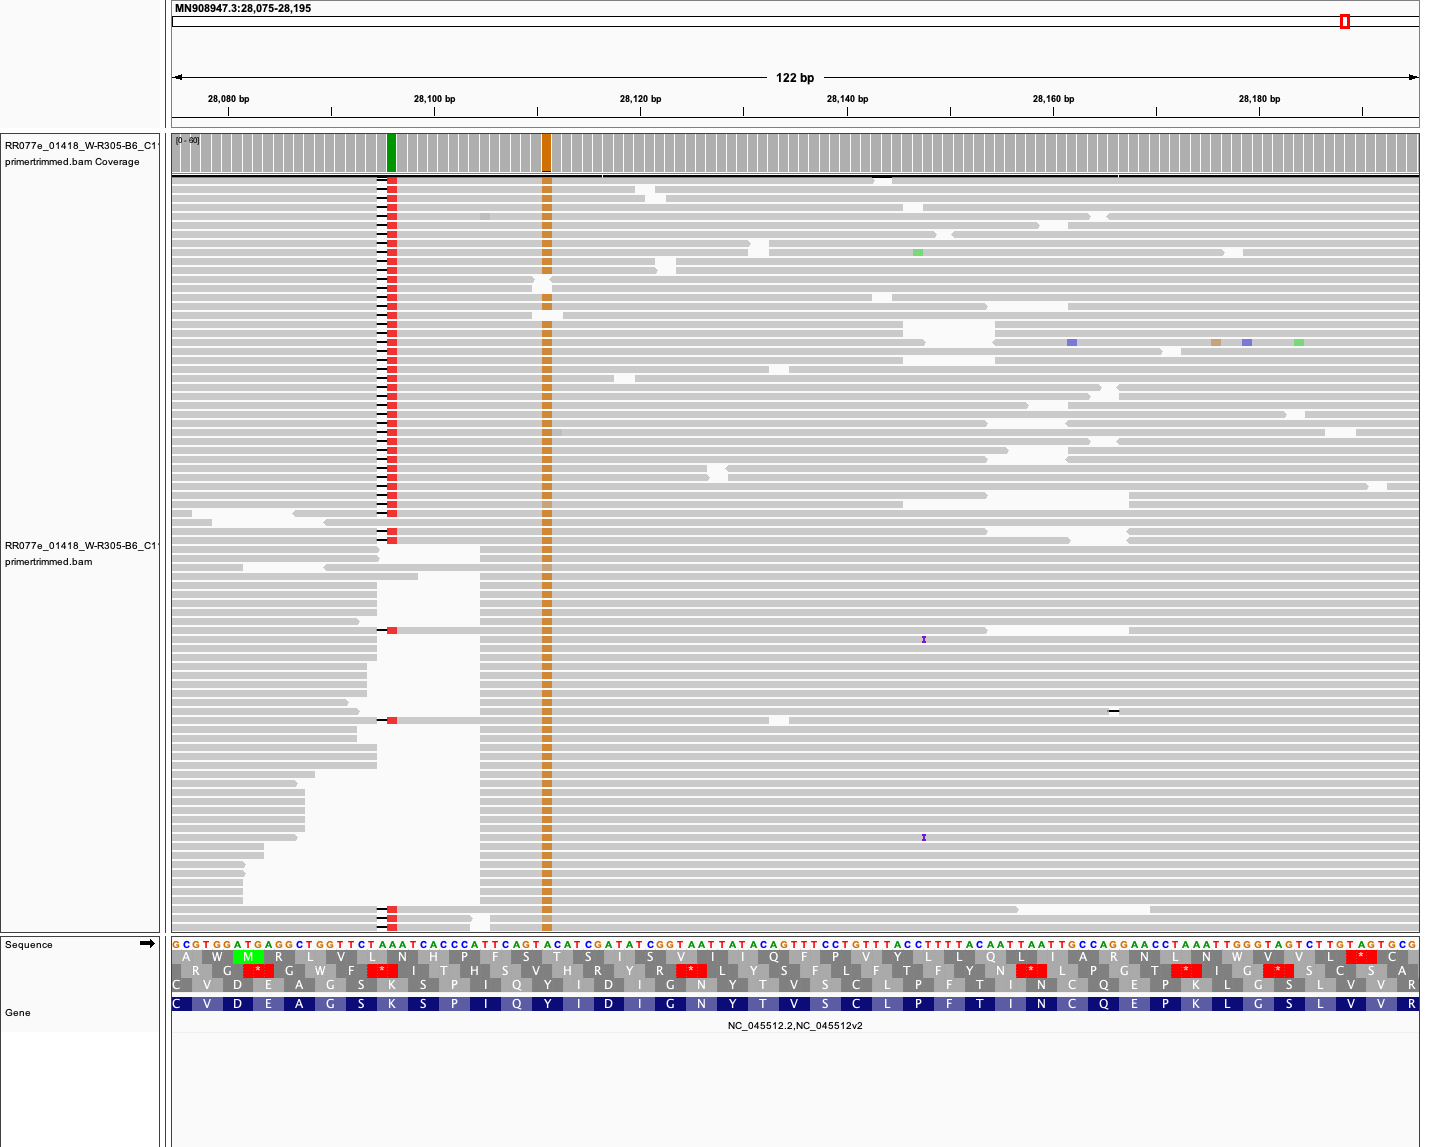 MN908947.3:28,075-28,195
122 bp
28,080 bp 28,100 bp 28,120 bp 28,140 bp 28,160 bp 28,180 bp
RR077e_01418_W-R305-B6_C1
primertrimmed.bam Coverage
[0 - 60]
RR077e_01418_W-R305-B6_C1
primertrimmed.bam
Sequence
GCGTGGATGAGGCTGGTTCTAAATCACCCATTCAGTACATCGATATCGGTAATTATACAGTTTCCTGTTTACCTTTTACAATTAATTGCCAGGAACCTAAATTGGGTAGTCTTGTAGTGCG
A W M R L V L N H P F S T S I S V I I Q F P V Y L L Q L I A R N L N W V V L * C
R G * G W F * I T H S V H R Y R * L Y S F L F T F Y N * L P G T * I G * S C S A
C V D E A G S K S P I Q Y I D I G N Y T V S C L P F T I N C Q E P K L G S L V V R
Gene
C V D E A G S K S P I Q Y I D I G N Y T V S C L P F T I N C Q E P K L G S L V V R
NC_045512.2,NC_045512v2